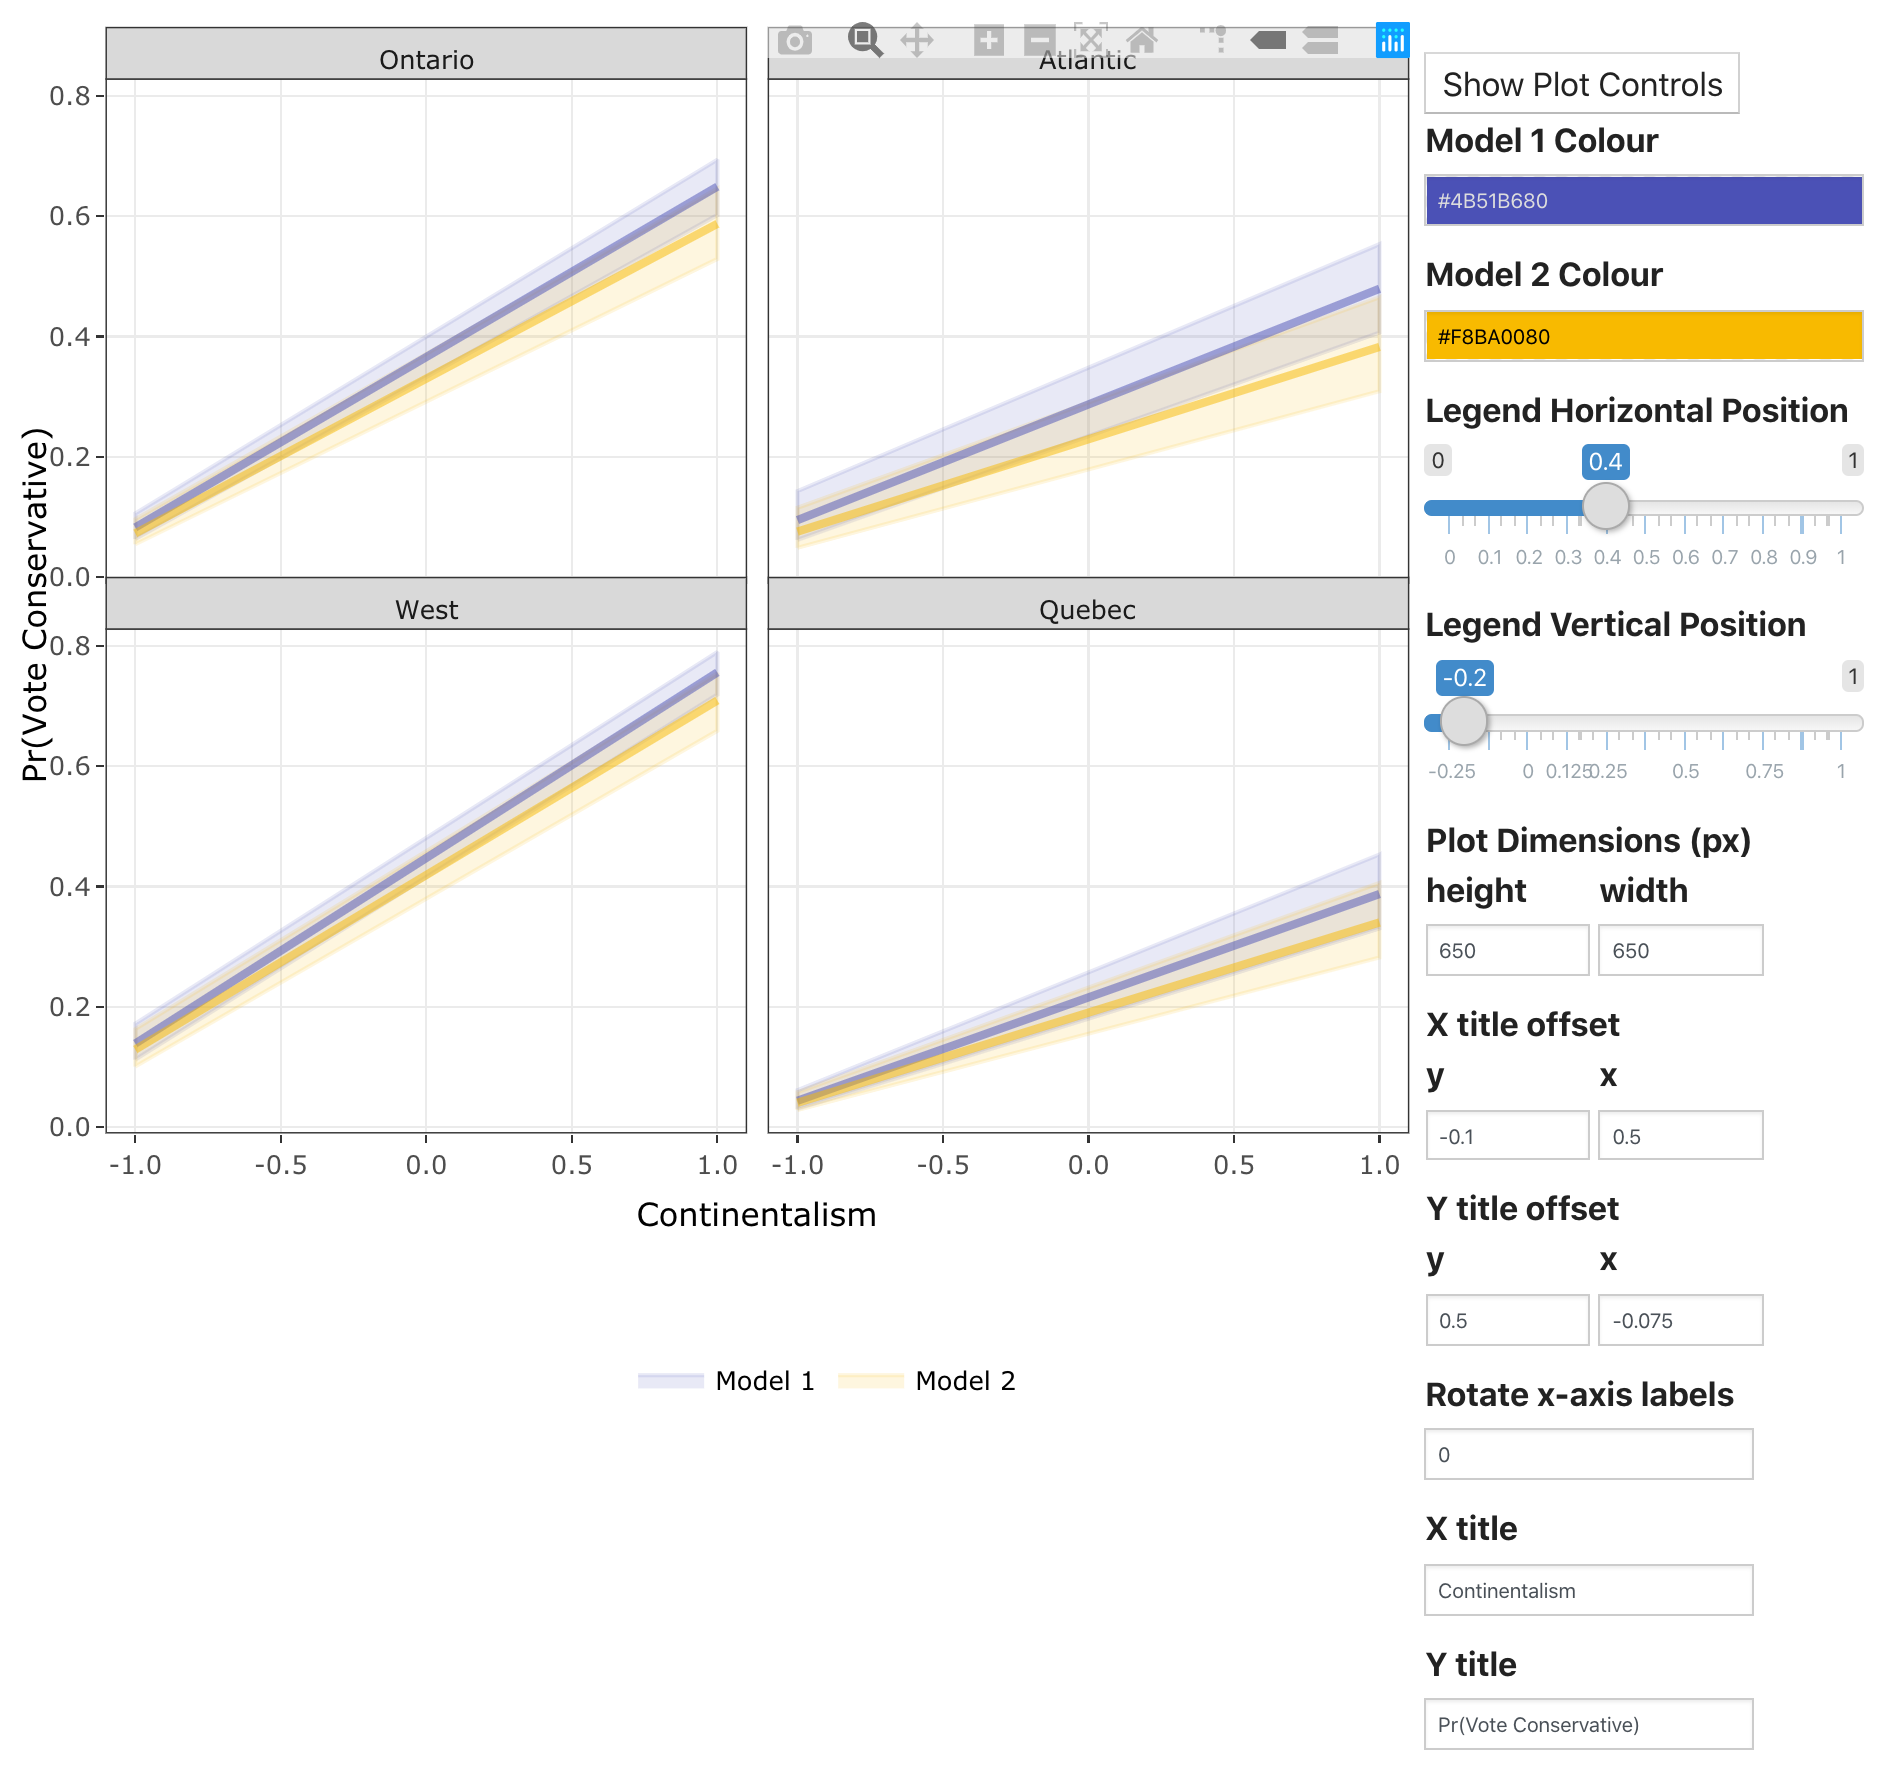 Ontario
Atlantic
0.8
0.6
0.4
0.2
0.0
West
Quebec
0.8
0.6
0.4
0.2
0.0
-1.0 -0.5 0.0 0.5 1.0
-1.0 -0.5 0.0 0.5 1.0
Pr(Vote Conservative)
Continentalism
Model 1 Model 2
Show Plot Controls
Model 1 Colour
#4B51B680
Model 2 Colour
#F8BA0080
Legend Horizontal Position
0 0.4 1
0 0.1 0.2 0.3 0.4 0.5 0.6 0.7 0.8 0.9 1
Legend Vertical Position
-0.2 1
-0.25 0 0.125 0.25 0.5 0.75 1
Plot Dimensions (px)
height width
650 650
X title offset
y x
-0.1 0.5
Y title offset
y x
0.5 -0.075
Rotate x-axis labels
0
X title
Continentalism
Y title
Pr(Vote Conservative)